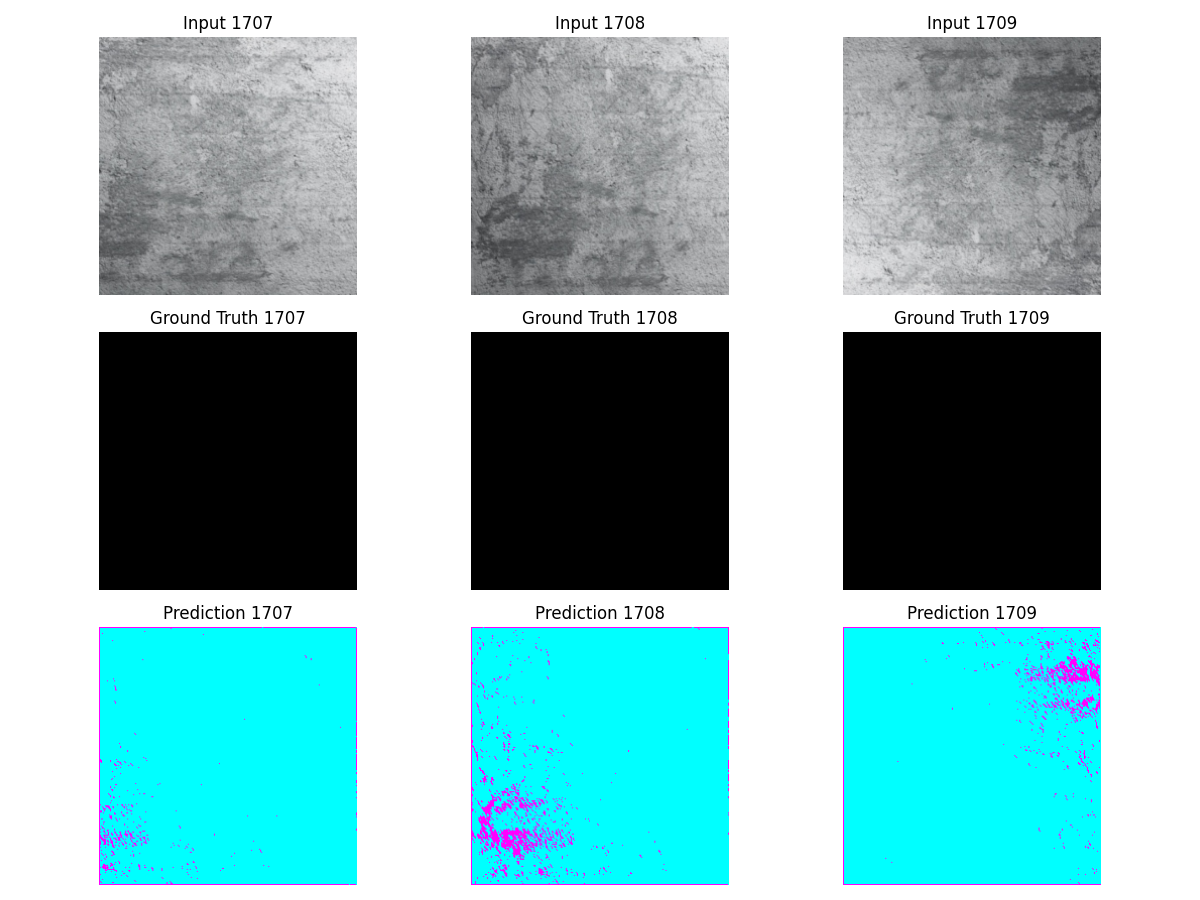 Input 1707
Input 1708
Input 1709
Ground Truth 1707
Ground Truth 1708
Ground Truth 1709
Prediction 1707
Prediction 1708
Prediction 1709